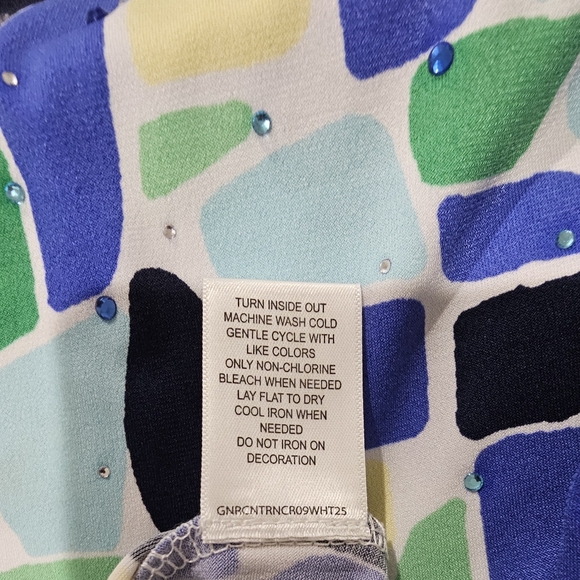 TURN INSIDE OUT
MACHINE WASH COLD
GENTLE CYCLE WITH
LIKE COLORS
ONLY NON-CHLORINE
BLEACH WHEN NEEDED
LAY FLAT TO DRY
COOL IRON WHEN
NEEDED
DO NOT IRON ON
DECORATION
GNRCNTRNCR09WHT25